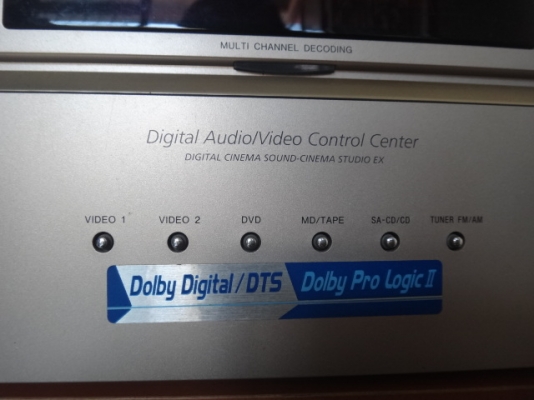 MULTI CHANNEL DECODING
Digital Audio/Video Control Center
DIGITAL CINEMA SOUND-CINEMA STUDIO EX
VIDEO 1 VIDEO 2 DVD MD/TAPE SA-CD/CD TUNER FM/AM
Dolby Digital/DTS Dolby Pro Logic II